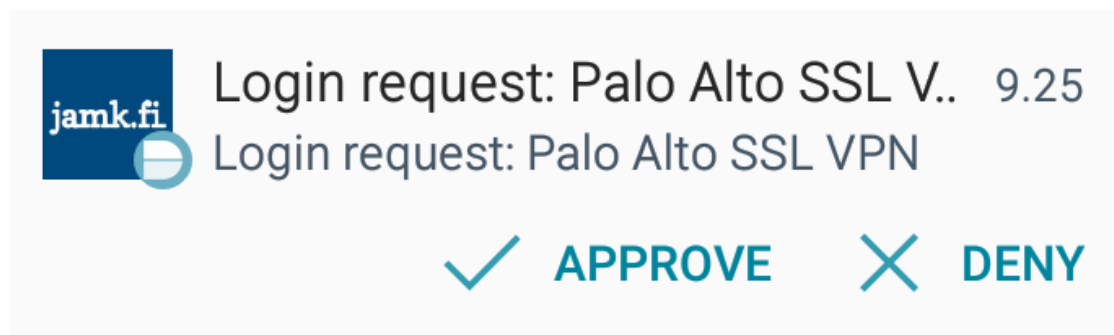 jamk.fi
Login request: Palo Alto SSL V.. 9.25
Login request: Palo Alto SSL VPN
APPROVE DENY